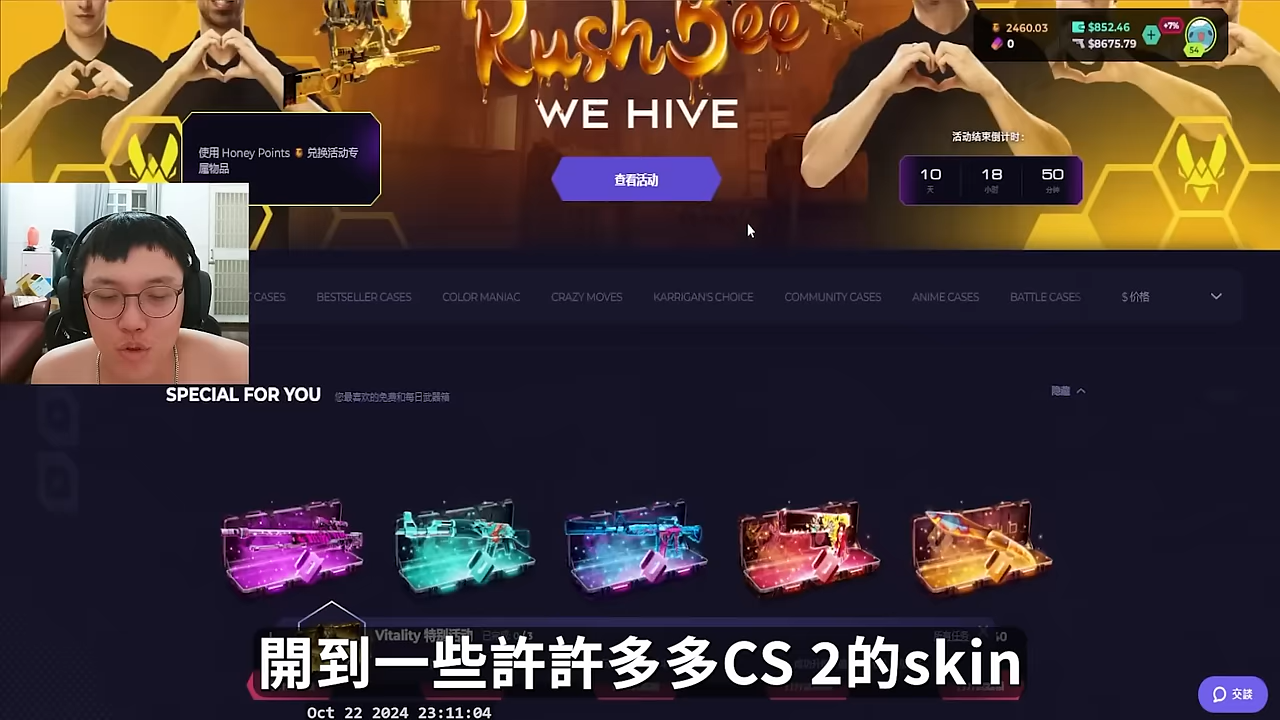 RushBee
WE HIVE
2460.03
0
$852.46
$8675.79
+7%
54
使用 Honey Points 兑换活动专
属物品
查看活动
活动结束倒计时:
10
18
50
天
小时
分钟
CASES
BESTSELLER CASES
COLOR MANIAC
CRAZY MOVES
KARRIGAN'S CHOICE
COMMUNITY CASES
ANIME CASES
BATTLE CASES
$ 价格
SPECIAL FOR YOU
您最喜欢的免费和每日武器箱
隐藏
Vitality 特别活动
開到一些許許多多CS 2的skin
交談
Oct 22 2024 23:11:04